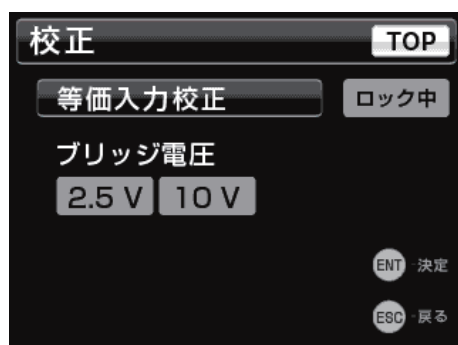 校正 TOP
等価入力校正 ロック中
ブリッジ電圧
2.5 V 10 V
ENT -決定
ESC -戻る